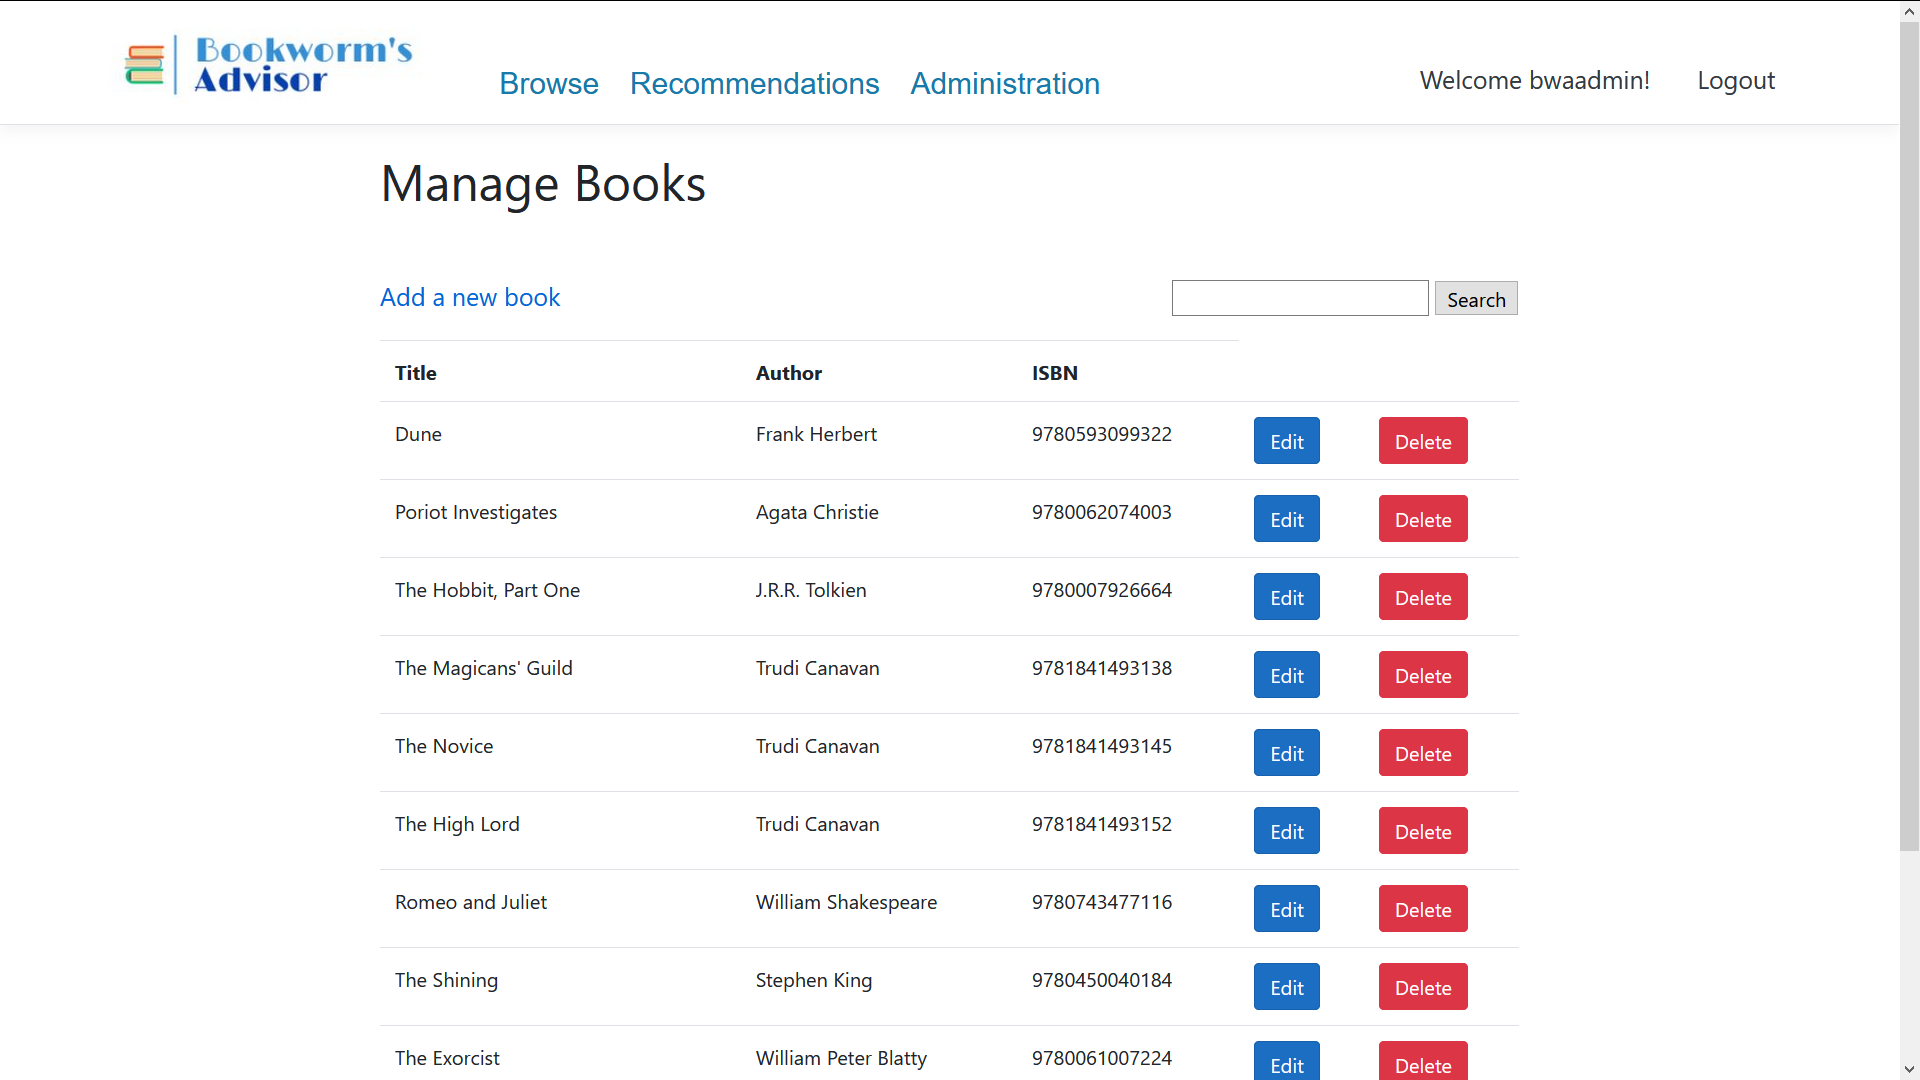 Bookworm's
Advisor
Browse Recommendations Administration Welcome bwaadmin! Logout
Manage Books
Add a new book Search
Title Author ISBN
Dune Frank Herbert 9780593099322 Edit Delete
Poriot Investigates Agata Christie 9780062074003 Edit Delete
The Hobbit, Part One J.R.R. Tolkien 9780007926664 Edit Delete
The Magicans' Guild Trudi Canavan 9781841493138 Edit Delete
The Novice Trudi Canavan 9781841493145 Edit Delete
The High Lord Trudi Canavan 9781841493152 Edit Delete
Romeo and Juliet William Shakespeare 9780743477116 Edit Delete
The Shining Stephen King 9780450040184 Edit Delete
The Exorcist William Peter Blatty 9780061007224 Edit Delete